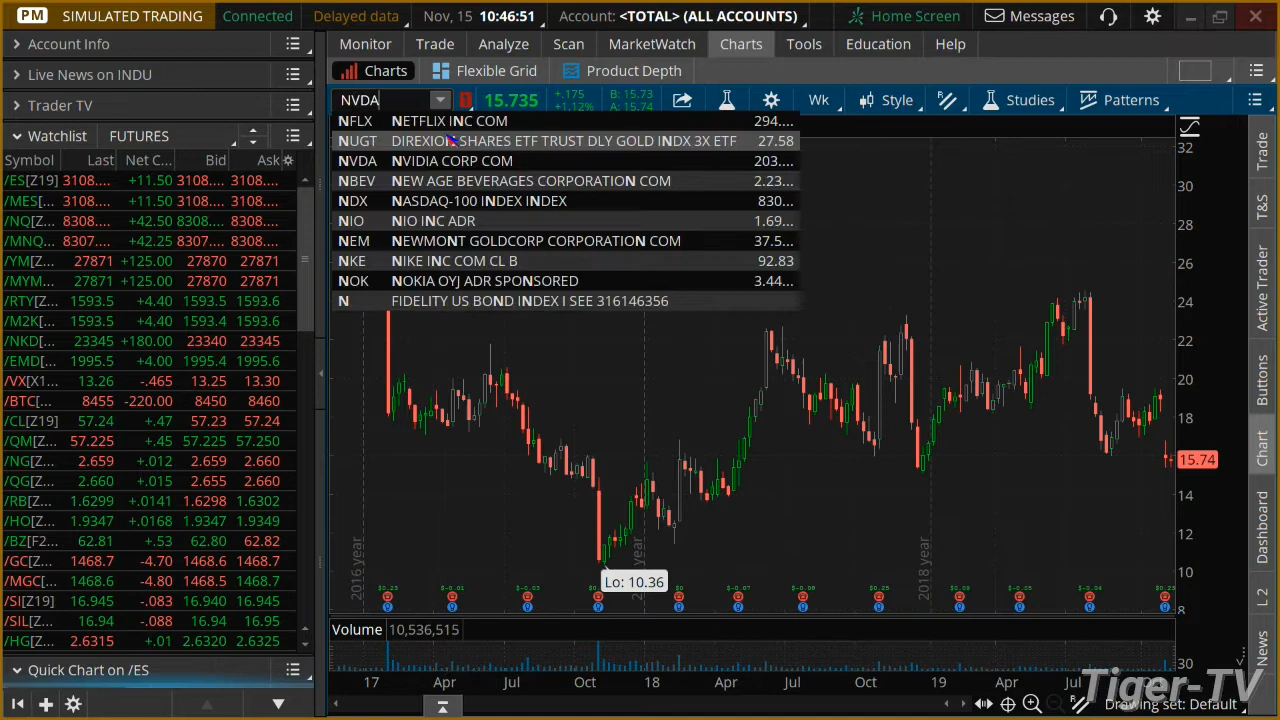 PM SIMULATED TRADING Connected Delayed data Nov, 15 10:46:51 Account: <TOTAL> (ALL ACCOUNTS) Home Screen Messages
Account Info
Live News on INDU
Trader TV
Watchlist FUTURES
Symbol Last Net C... Bid Ask
/ES[Z19] 3108.... +11.50 3108.... 3108....
/MES[... 3108.... +11.50 3108.... 3108....
/NQ[Z... 8308.... +42.50 8308.... 8308....
/MNQ... 8307.... +42.25 8307.... 8308....
/YM[Z... 27871 +125.00 27870 27871
/MYM... 27871 +125.00 27870 27871
/RTY[Z... 1593.5 +4.40 1593.5 1593.6
/M2K[... 1593.5 +4.40 1593.4 1593.6
/NKD[... 23345 +180.00 23340 23345
/EMD[... 1995.5 +4.00 1995.4 1995.6
/VX[X1... 13.26 -.465 13.25 13.30
/BTC[... 8455 -220.00 8450 8460
/CL[Z19] 57.24 +.47 57.23 57.24
/QM[Z... 57.225 +.45 57.225 57.250
/NG[Z... 2.659 +.012 2.659 2.660
/QG[Z... 2.660 +.015 2.655 2.660
/RB[Z... 1.6299 +.0141 1.6298 1.6302
/HO[Z... 1.9347 +.0168 1.9347 1.9349
/BZ[F2... 62.81 +.53 62.80 62.82
/GC[Z... 1468.7 -4.70 1468.6 1468.7
/MGC[... 1468.6 -4.80 1468.5 1468.7
/SI[Z19] 16.945 -.083 16.940 16.945
/SIL[Z... 16.94 -.088 16.94 16.95
/HG[Z... 2.6315 +.01 2.6320 2.6325
Quick Chart on /ES
Monitor Trade Analyze Scan MarketWatch Charts Tools Education Help
Charts Flexible Grid Product Depth
NVDA 15.735 +.175 +1.12% B: 15.73 A: 15.74 Wk Style Studies Patterns
NFLX NETFLIX INC COM 294....
NUGT DIREXION SHARES ETF TRUST DLY GOLD INDX 3X ETF 27.58
NVDA NVIDIA CORP COM 203....
NBEV NEW AGE BEVERAGES CORPORATION COM 2.23...
NDX NASDAQ-100 INDEX INDEX 830...
NIO NIO INC ADR 1.69...
NEM NEWMONT GOLDCORP CORPORATION COM 37.5...
NKE NIKE INC COM CL B 92.83
NOK NOKIA OYJ ADR SPONSORED 3.44...
N FIDELITY US BOND INDEX I SEE 316146356
32
30
28
26
24
22
20
18
15.74
14
12
10
8
Lo: 10.36
2016 year
year
2018 year
Volume 10,536,515
30
17 Apr Jul Oct 18 Apr Jul Oct 19 Apr Jul
Drawing set: Default
Trade
T&S
Active Trader
Buttons
Chart
Dashboard
L 2
News
Tiger-TV